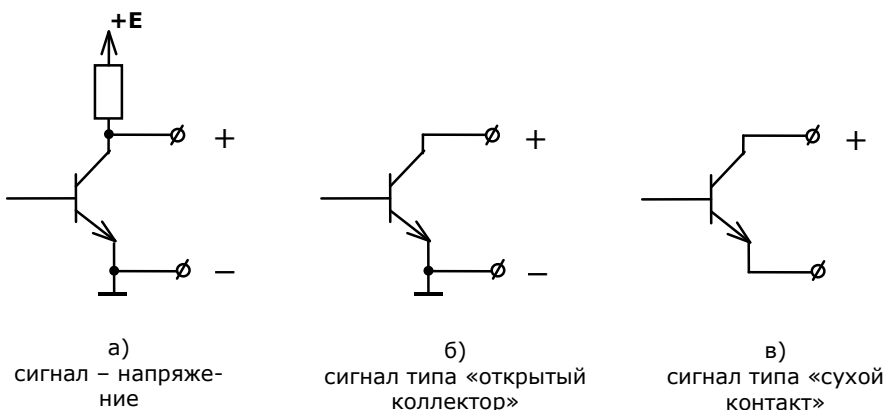 +E
+
+
+
–
–
а)
сигнал – напряже-
ние
б)
сигнал типа «открытый
коллектор»
в)
сигнал типа «сухой
контакт»